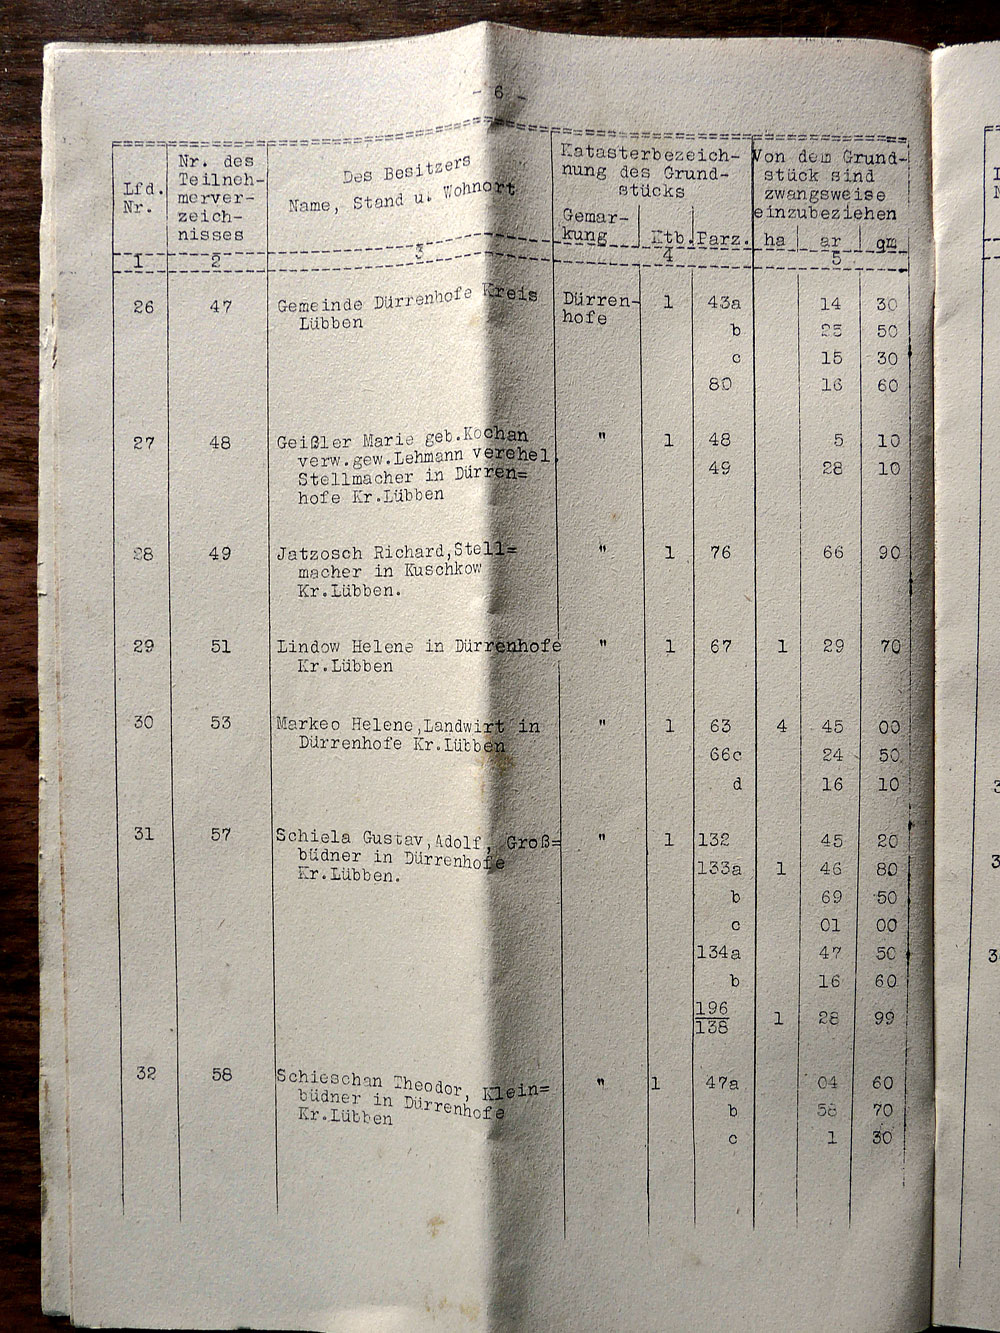 - 6 -
Lfd. Nr.
Nr. des Teilneh- merver- zeich- nisses
Des Besitzers
Name, Stand u. Wohnort
Katasterbezeich- nung des Grund- stücks
Gemar- kung Ktb. Parz.
Von dem Grund- stück sind zwangsweise einzubeziehen
ha ar qm
1 2 3 4 5
26 47 Gemeinde Dürrenhofe Kreis Dürren- 1 43a 14 30
Lübben hofe
b 25 50
c 15 30
80 16 60
27 48 Geißler Marie geb.Kochan " 1 48 5 10
verw.gew.Lehmann verehel.
Stellmacher in Dürren= 49 28 10
hofe Kr.Lübben
28 49 Jatzosch Richard,Stell= " 1 76 66 90
macher in Kuschkow
Kr.Lübben.
29 51 Lindow Helene in Dürrenhofe " 1 67 1 29 70
Kr.Lübben
30 53 Markeo Helene,Landwirt in " 1 63 4 45 00
Dürrenhofe Kr.Lübben
66c 24 50
d 16 10
31 57 Schiela Gustav,Adolf, Groß= " 1 132 45 20
büdner in Dürrenhofe
Kr.Lübben. 133a 1 46 80
b 69 50
c 01 00
134a 47 50
b 16 60
196/138 1 28 99
32 58 Schieschan Theodor, Klein= " 1 47a 04 60
büdner in Dürrenhofe
Kr.Lübben b 58 70
c 1 30